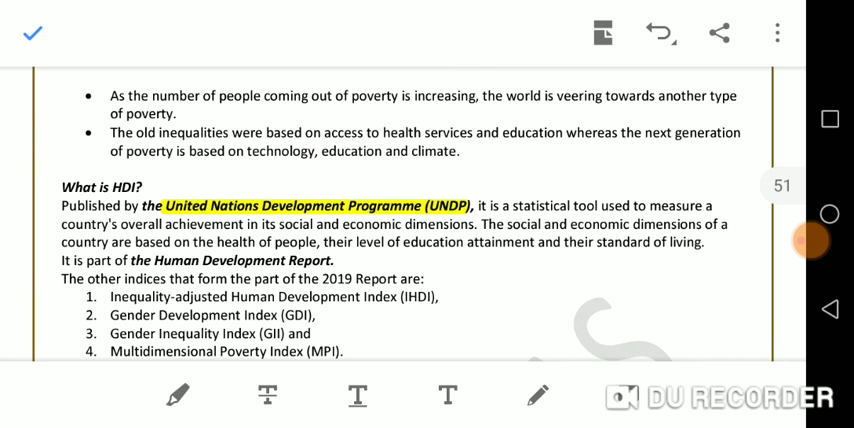 • As the number of people coming out of poverty is increasing, the world is veering towards another type
of poverty.
• The old inequalities were based on access to health services and education whereas the next generation
of poverty is based on technology, education and climate.
What is HDI?
Published by the United Nations Development Programme (UNDP), it is a statistical tool used to measure a
country's overall achievement in its social and economic dimensions. The social and economic dimensions of a
country are based on the health of people, their level of education attainment and their standard of living.
It is part of the Human Development Report.
The other indices that form the part of the 2019 Report are:
1. Inequality-adjusted Human Development Index (IHDI),
2. Gender Development Index (GDI),
3. Gender Inequality Index (GII) and
4. Multidimensional Poverty Index (MPI).
51
S
T T T
DU RECORDER